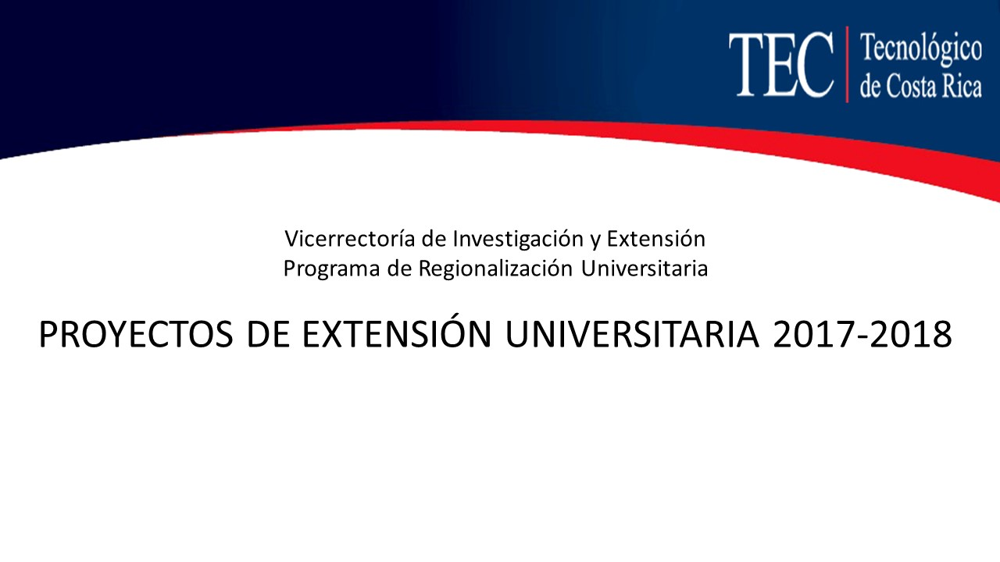 TEC
Tecnológico
de Costa Rica
Vicerrectoría de Investigación y Extensión
Programa de Regionalización Universitaria
PROYECTOS DE EXTENSIÓN UNIVERSITARIA 2017-2018